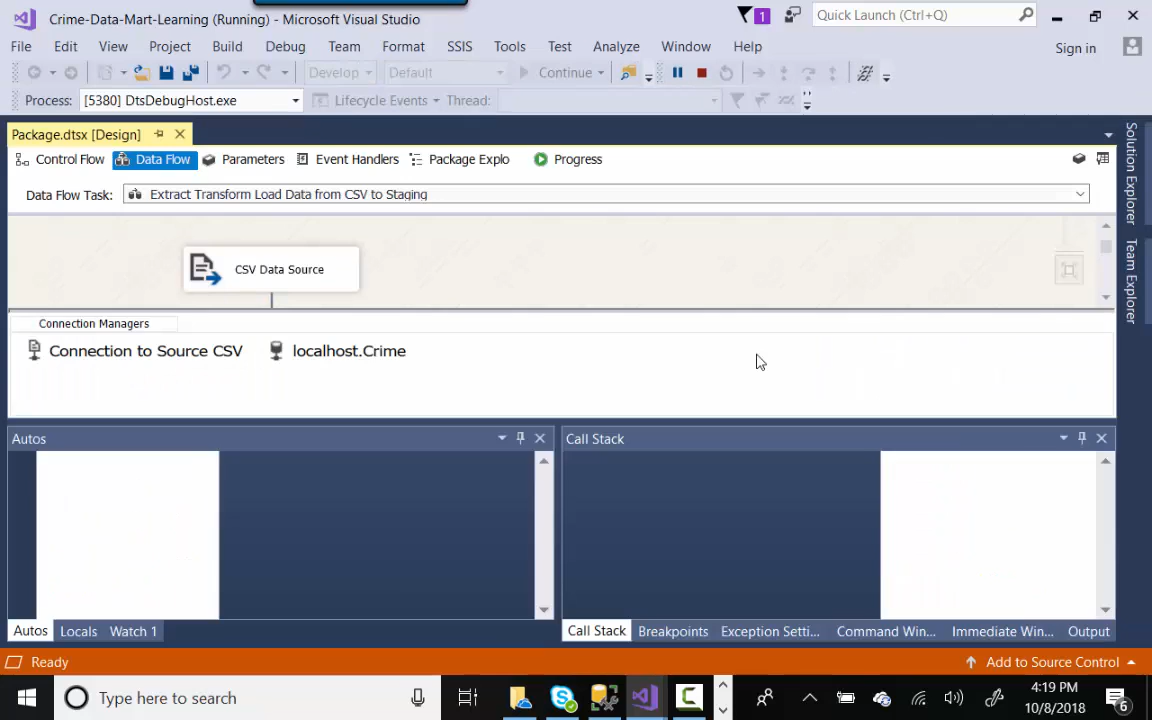 Crime-Data-Mart-Learning (Running) - Microsoft Visual Studio
1
Quick Launch (Ctrl+Q)
File Edit View Project Build Debug Team Format SSIS Tools Test Analyze Window Help
Sign in
Develop Default Continue
Process: [5380] DtsDebugHost.exe Lifecycle Events Thread:
Package.dtsx [Design]
Control Flow Data Flow Parameters Event Handlers Package Explo Progress
Data Flow Task: Extract Transform Load Data from CSV to Staging
CSV Data Source
Connection Managers
Connection to Source CSV localhost.Crime
Solution Explorer
Team Explorer
Autos
Call Stack
Autos Locals Watch 1
Call Stack Breakpoints Exception Setti... Command Win... Immediate Win... Output
Ready
Add to Source Control
Type here to search
4:19 PM
10/8/2018
6